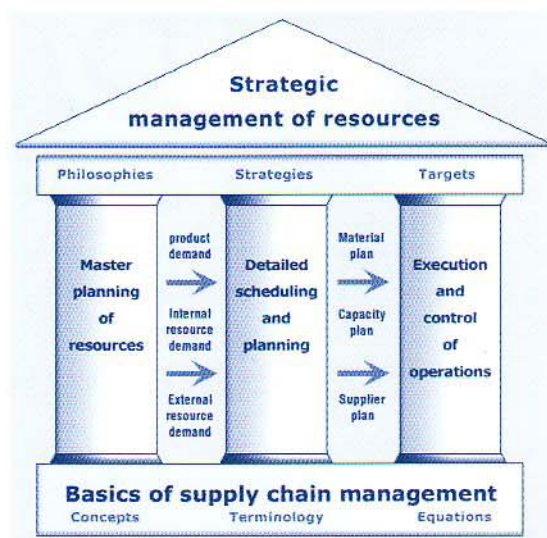 Strategic
management of resources
Philosophies Strategies Targets
Master
planning
of
resources
product
demand
Internal
resource
demand
External
resource
demand
Detailed
scheduling
and
planning
Material
plan
Capacity
plan
Supplier
plan
Execution
and
control
of
operations
Basics of supply chain management
Concepts Terminology Equations